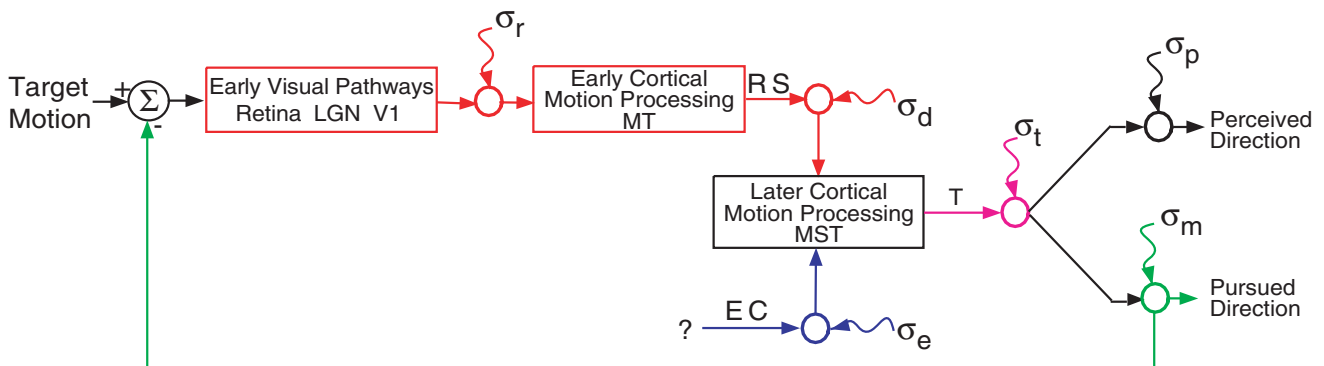 Target
Motion
+
Σ
-
Early Visual Pathways
Retina LGN V1
σr
Early Cortical
Motion Processing
MT
R S
σd
Later Cortical
Motion Processing
MST
? E C
σe
T
σt
σp
Perceived
Direction
σm
Pursued
Direction